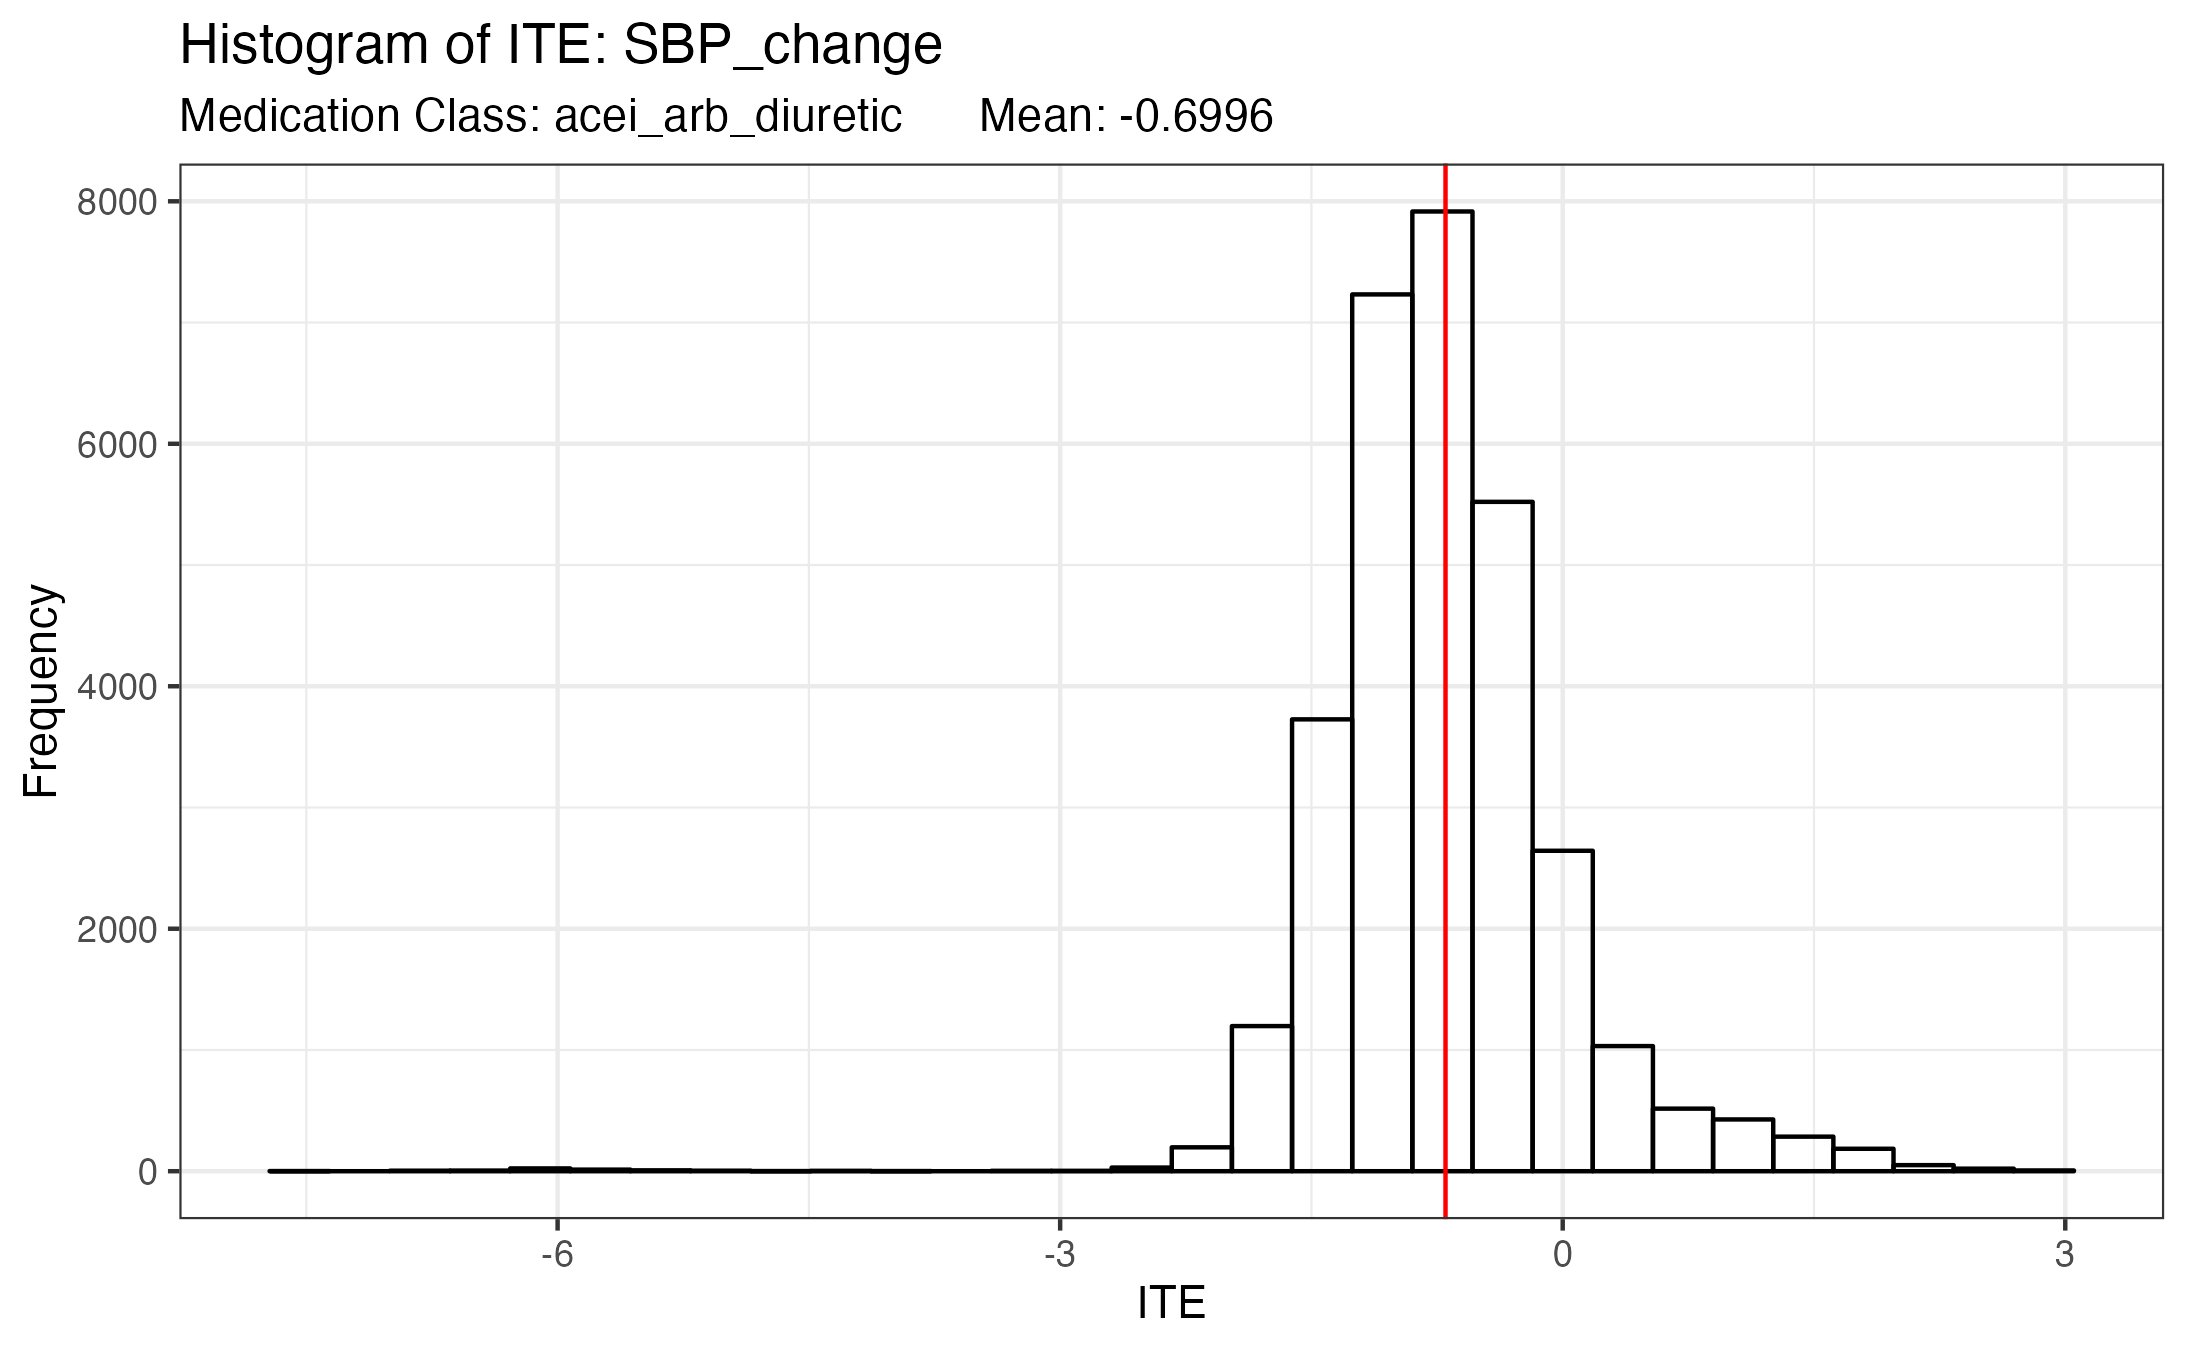 Histogram of ITE: SBP_change
Medication Class: acei_arb_diuretic Mean: -0.6996
8000
6000
4000
2000
0
Frequency
-6 -3 0 3
ITE